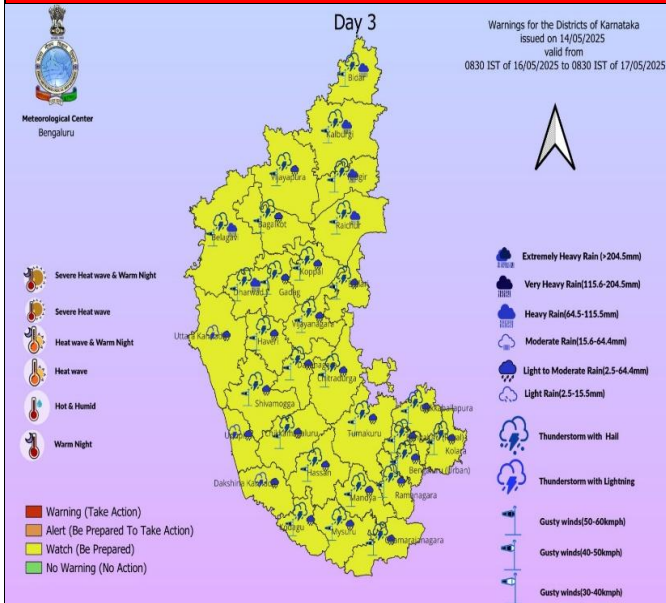 Day 3
Warnings for the Districts of Karnataka
issued on 14/05/2025
valid from
0830 IST of 16/05/2025 to 0830 IST of 17/05/2025
Meteorological Center
Bengaluru
Bidar
Kalburgi
Vijayapura
Bagalkot
Raichur
Belagavi
Koppal
Dharwad
Gadag
Uttara Kannada
Haveri
Vijayanagara
Chitradurga
Shivamogga
Chikkaballapura
Udupi
Chikkamagaluru
Tumakuru
Kolara
Hassan
Bengaluru (Urban)
Dakshina Kannada
Mandya
Ramanagara
Kodagu
Mysuru
Chamarajanagara
Severe Heat wave & Warm Night
Severe Heat wave
Heat wave & Warm Night
Heat wave
Hot & Humid
Warm Night
Warning (Take Action)
Alert (Be Prepared To Take Action)
Watch (Be Prepared)
No Warning (No Action)
Extremely Heavy Rain (>204.5mm)
Very Heavy Rain(115.6-204.5mm)
Heavy Rain(64.5-115.5mm)
Moderate Rain(15.6-64.4mm)
Light to Moderate Rain(2.5-64.4mm)
Light Rain(2.5-15.5mm)
Thunderstorm with Hail
Thunderstorm with Lightning
Gusty winds(50-60kmph)
Gusty winds(40-50kmph)
Gusty winds(30-40kmph)